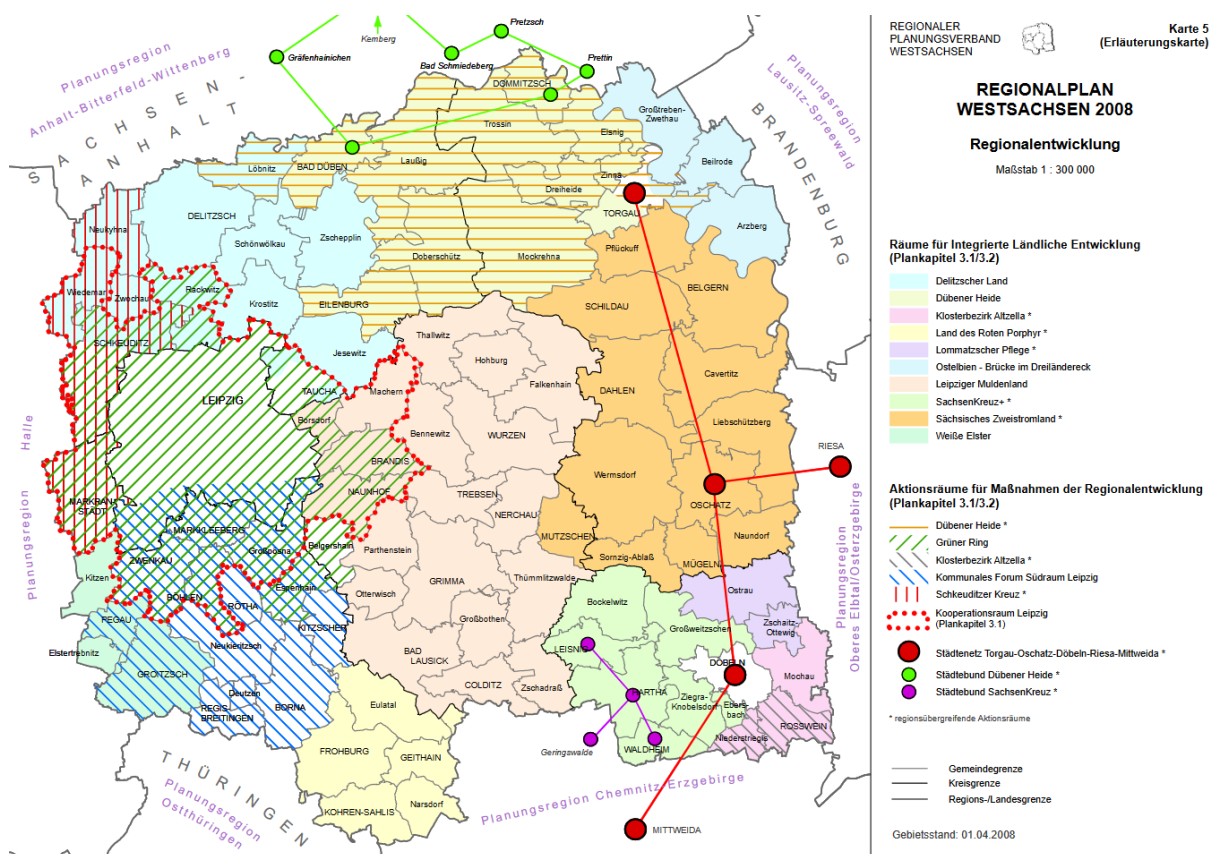 REGIONALER
PLANUNGSVERBAND
WESTSACHSEN
Karte 5
(Erläuterungskarte)
REGIONALPLAN
WESTSACHSEN 2008
Regionalentwicklung
Maßstab 1 : 300 000
Räume für Integrierte Ländliche Entwicklung
(Plankapitel 3.1/3.2)
Delitzscher Land
Dübener Heide
Klosterbezirk Altzella *
Land des Roten Porphyr *
Lommatzscher Pflege *
Ostelbien - Brücke im Dreiländereck
Leipziger Muldenland
SachsenKreuz+ *
Sächsisches Zweistromland *
Weiße Elster
Aktionsräume für Maßnahmen der Regionalentwicklung
(Plankapitel 3.1/3.2)
Dübener Heide *
Grüner Ring
Klosterbezirk Altzella *
Kommunales Forum Südraum Leipzig
Schkeuditzer Kreuz *
Kooperationsraum Leipzig
(Plankapitel 3.1)
Städtenetz Torgau-Oschatz-Döbeln-Riesa-Mittweida *
Städtebund Dübener Heide *
Städtebund SachsenKreuz *
* regionsübergreifende Aktionsräume
Gemeindegrenze
Kreisgrenze
Regions-/Landesgrenze
Gebietsstand: 01.04.2008
Planungsregion
Anhalt-Bitterfeld-Wittenberg
SACHSEN-
ANHALT
Planungsregion
Lausitz-Spreewald
BRANDENBURG
Planungsregion Halle
Planungsregion
Oberes Elbtal/Osterzgebirge
THÜRINGEN
Planungsregion
Ostthüringen
Planungsregion Chemnitz-Erzgebirge
Kemberg
Pretzsch
Gräfenhainichen
Bad Schmiedeberg
Prettin
DOMMITZSCH
Großtreben-
Zwethau
Trossin
Elsnig
Laußig
BAD DÜBEN
Löbnitz
Beilrode
Zinna
Dreiheide
TORGAU
Arzberg
Neukyhna
DELITZSCH
Schönwölkau
Zschepplin
Doberschütz
Mockrehna
Pflückuff
BELGERN
SCHILDAU
Wiedemar
Zwochau
Rackwitz
Krostitz
EILENBURG
SCHKEUDITZ
Jesewitz
Thallwitz
Hohburg
Falkenhain
Cavertitz
DAHLEN
LEIPZIG
TAUCHA
Machern
Borsdorf
Bennewitz
WURZEN
Liebschützberg
RIESA
BRANDIS
NAUNHOF
TREBSEN
NERCHAU
Wermsdorf
OSCHATZ
MARKRAN-
STÄDT
MARKKLEEBERG
Großpösna
Belgershain
Parthenstein
MUTZSCHEN
Naundorf
Sornzig-Ablaß
MÜGELN
ZWENKAU
Kitzen
Espenhain
GRIMMA
Thümmlitzwalde
Ostrau
BÖHLEN
RÖTHA
Otterwisch
Bockelwitz
PEGAU
KITZSCHER
Großbothen
Großweitzschen
Zschaitz-
Ottewig
Elstertrebnitz
Neukieritzsch
BAD
LAUSICK
LEISNIG
DÖBELN
GROITZSCH
Deutzen
COLDITZ
Zschadraß
HARTHA
Mochau
REGIS-
BREITINGEN
BORNA
Eulatal
Ziegra-
Knobelsdorf
Ebers-
bach
ROSSWEIN
Niederstriegis
Geringswalde
WALDHEIM
FROHBURG
GEITHAIN
KOHREN-SAHLIS
Narsdorf
MITTWEIDA